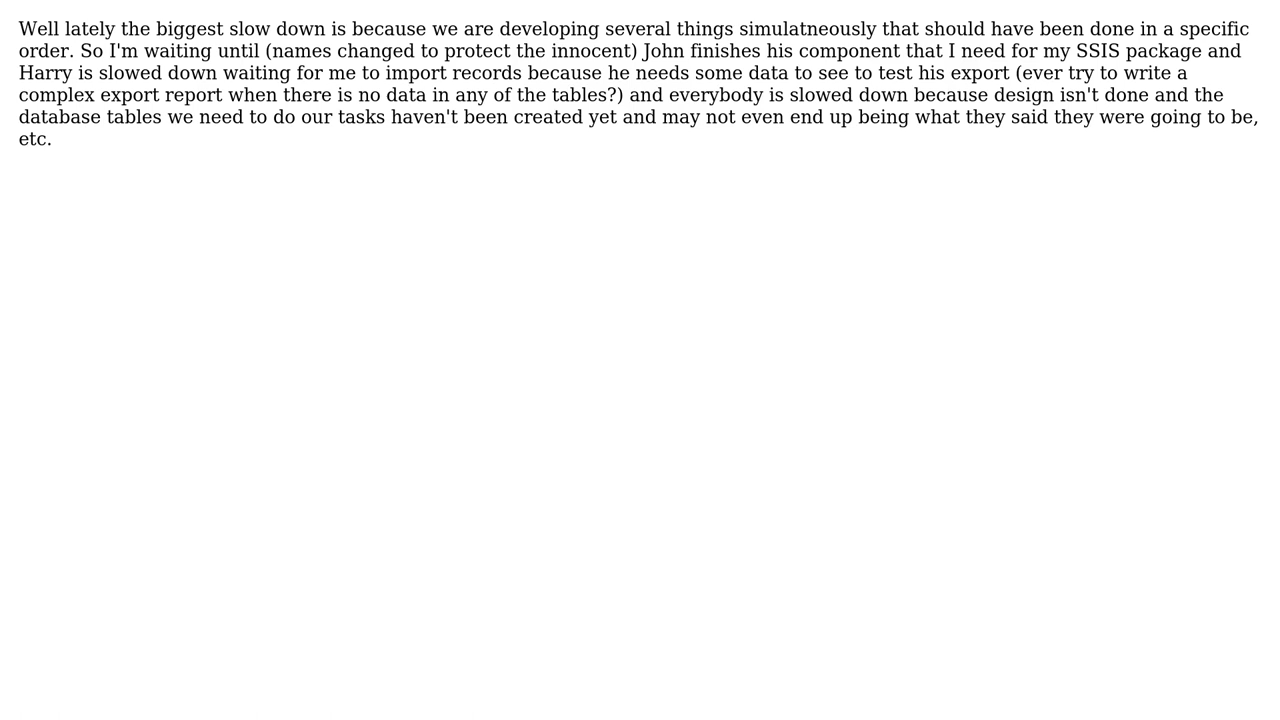 Well lately the biggest slow down is because we are developing several things simulatneously that should have been done in a specific
order. So I'm waiting until (names changed to protect the innocent) John finishes his component that I need for my SSIS package and
Harry is slowed down waiting for me to import records because he needs some data to see to test his export (ever try to write a
complex export report when there is no data in any of the tables?) and everybody is slowed down because design isn't done and the
database tables we need to do our tasks haven't been created yet and may not even end up being what they said they were going to be,
etc.